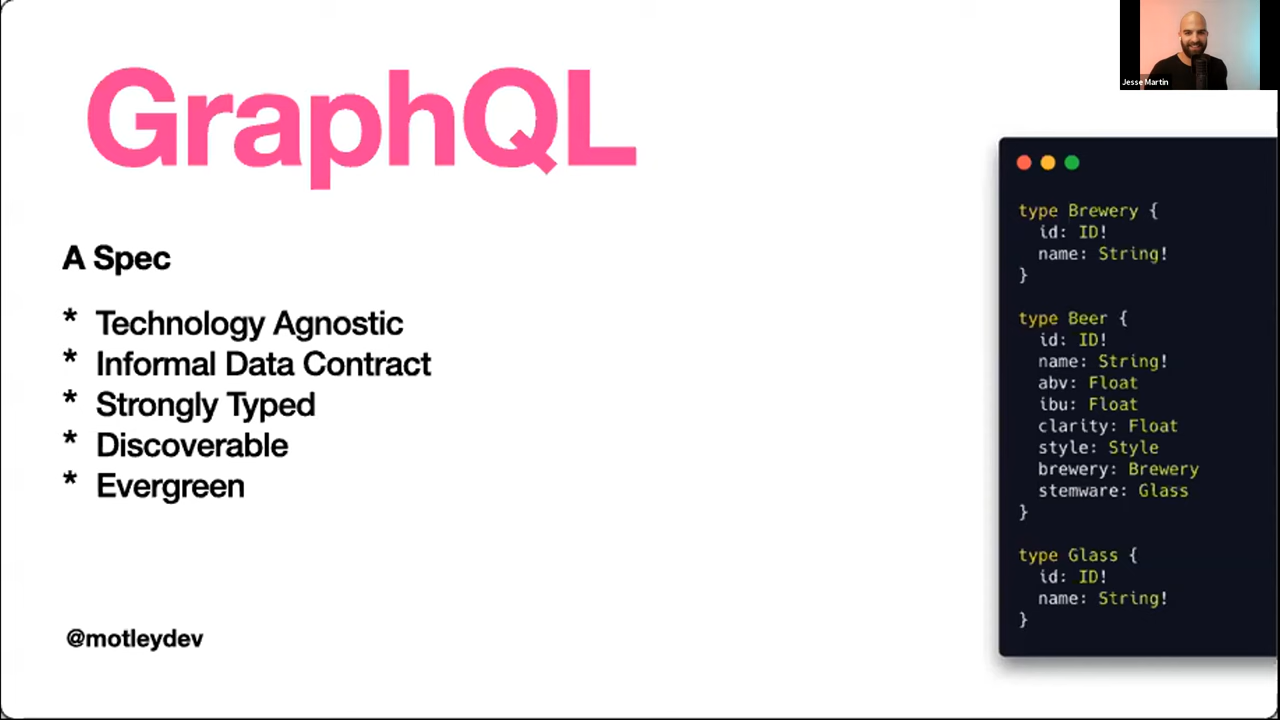 GraphQL
Jesse Martin
A Spec
* Technology Agnostic
* Informal Data Contract
* Strongly Typed
* Discoverable
* Evergreen
@motleydev
type Brewery {
  id: ID!
  name: String!
}
type Beer {
  id: ID!
  name: String!
  abv: Float
  ibu: Float
  clarity: Float
  style: Style
  brewery: Brewery
  stemware: Glass
}
type Glass {
  id: ID!
  name: String!
}